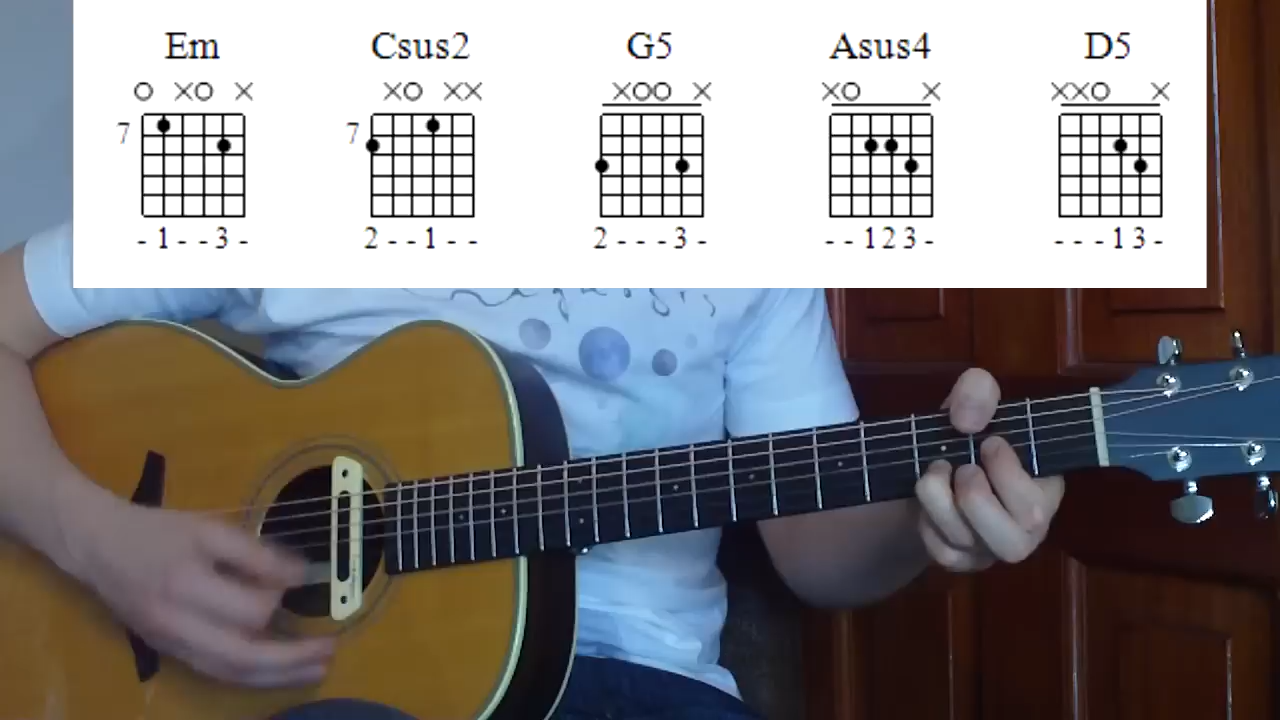 Em Csus2 G5 Asus4 D5
O XO X XO XX XOO X XO X XXO X
7 7
- 1 - - 3 - 2 - - 1 - - 2 - - - 3 - - - 1 2 3 - - - - 1 3 -